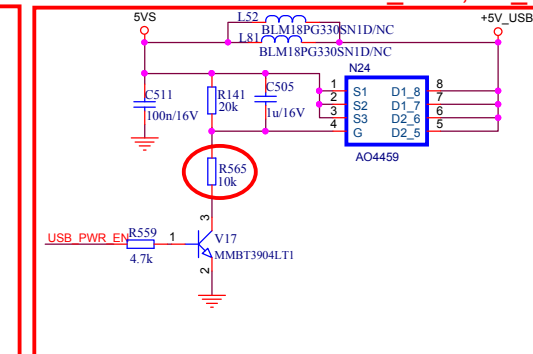 5VS
L52
BLM18PG330SN1D/NC
+5V_USB
L81
BLM18PG330SN1D/NC
N24
C511
100n/16V
R141
20k
C505
1u/16V
1 S1 D1_8 8
2 S2 D1_7 7
3 S3 D2_6 6
4 G D2_5 5
AO4459
R565
10k
3
USB_PWR_EN
R559
4.7k
1
V17
MMBT3904LT1
2